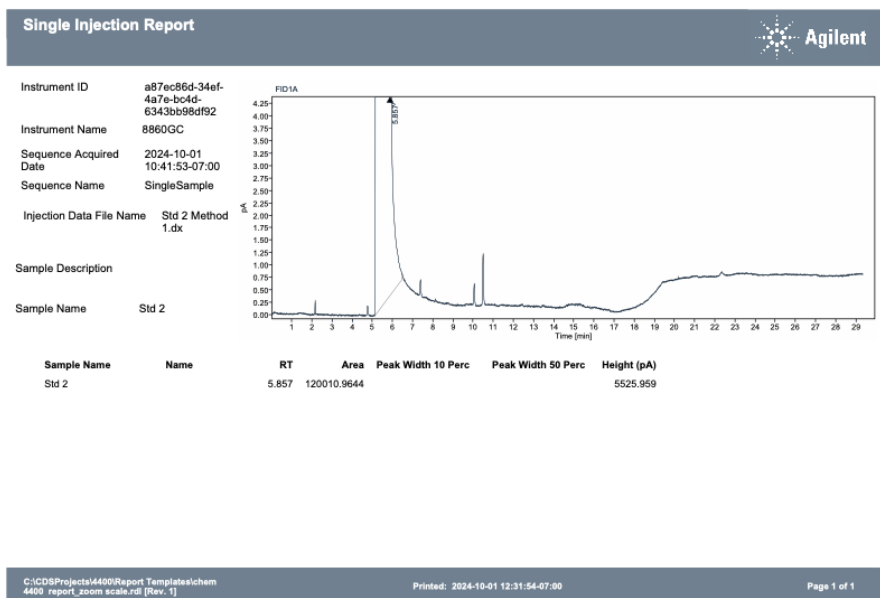 Single Injection Report
Agilent
Instrument ID a87ec86d-34ef-
4a7e-bc4d-
6343bb98df92
Instrument Name 8860GC
Sequence Acquired 2024-10-01
Date 10:41:53-07:00
Sequence Name SingleSample
Injection Data File Name Std 2 Method
1.dx
Sample Description
Sample Name Std 2
FID1A
5.857
4.25
4.00
3.75
3.50
3.25
3.00
2.75
2.50
2.25
2.00
1.75
1.50
1.25
1.00
0.75
0.50
0.25
0.00
pA
1 2 3 4 5 6 7 8 9 10 11 12 13 14 15 16 17 18 19 20 21 22 23 24 25 26 27 28 29
Time [min]
Sample Name Name RT Area Peak Width 10 Perc Peak Width 50 Perc Height (pA)
Std 2 5.857 120010.9644 5525.959
C:\CDSProjects\4400\Report Templates\chem
4400 report_zoom scale.rdl [Rev. 1]
Printed: 2024-10-01 12:31:54-07:00
Page 1 of 1